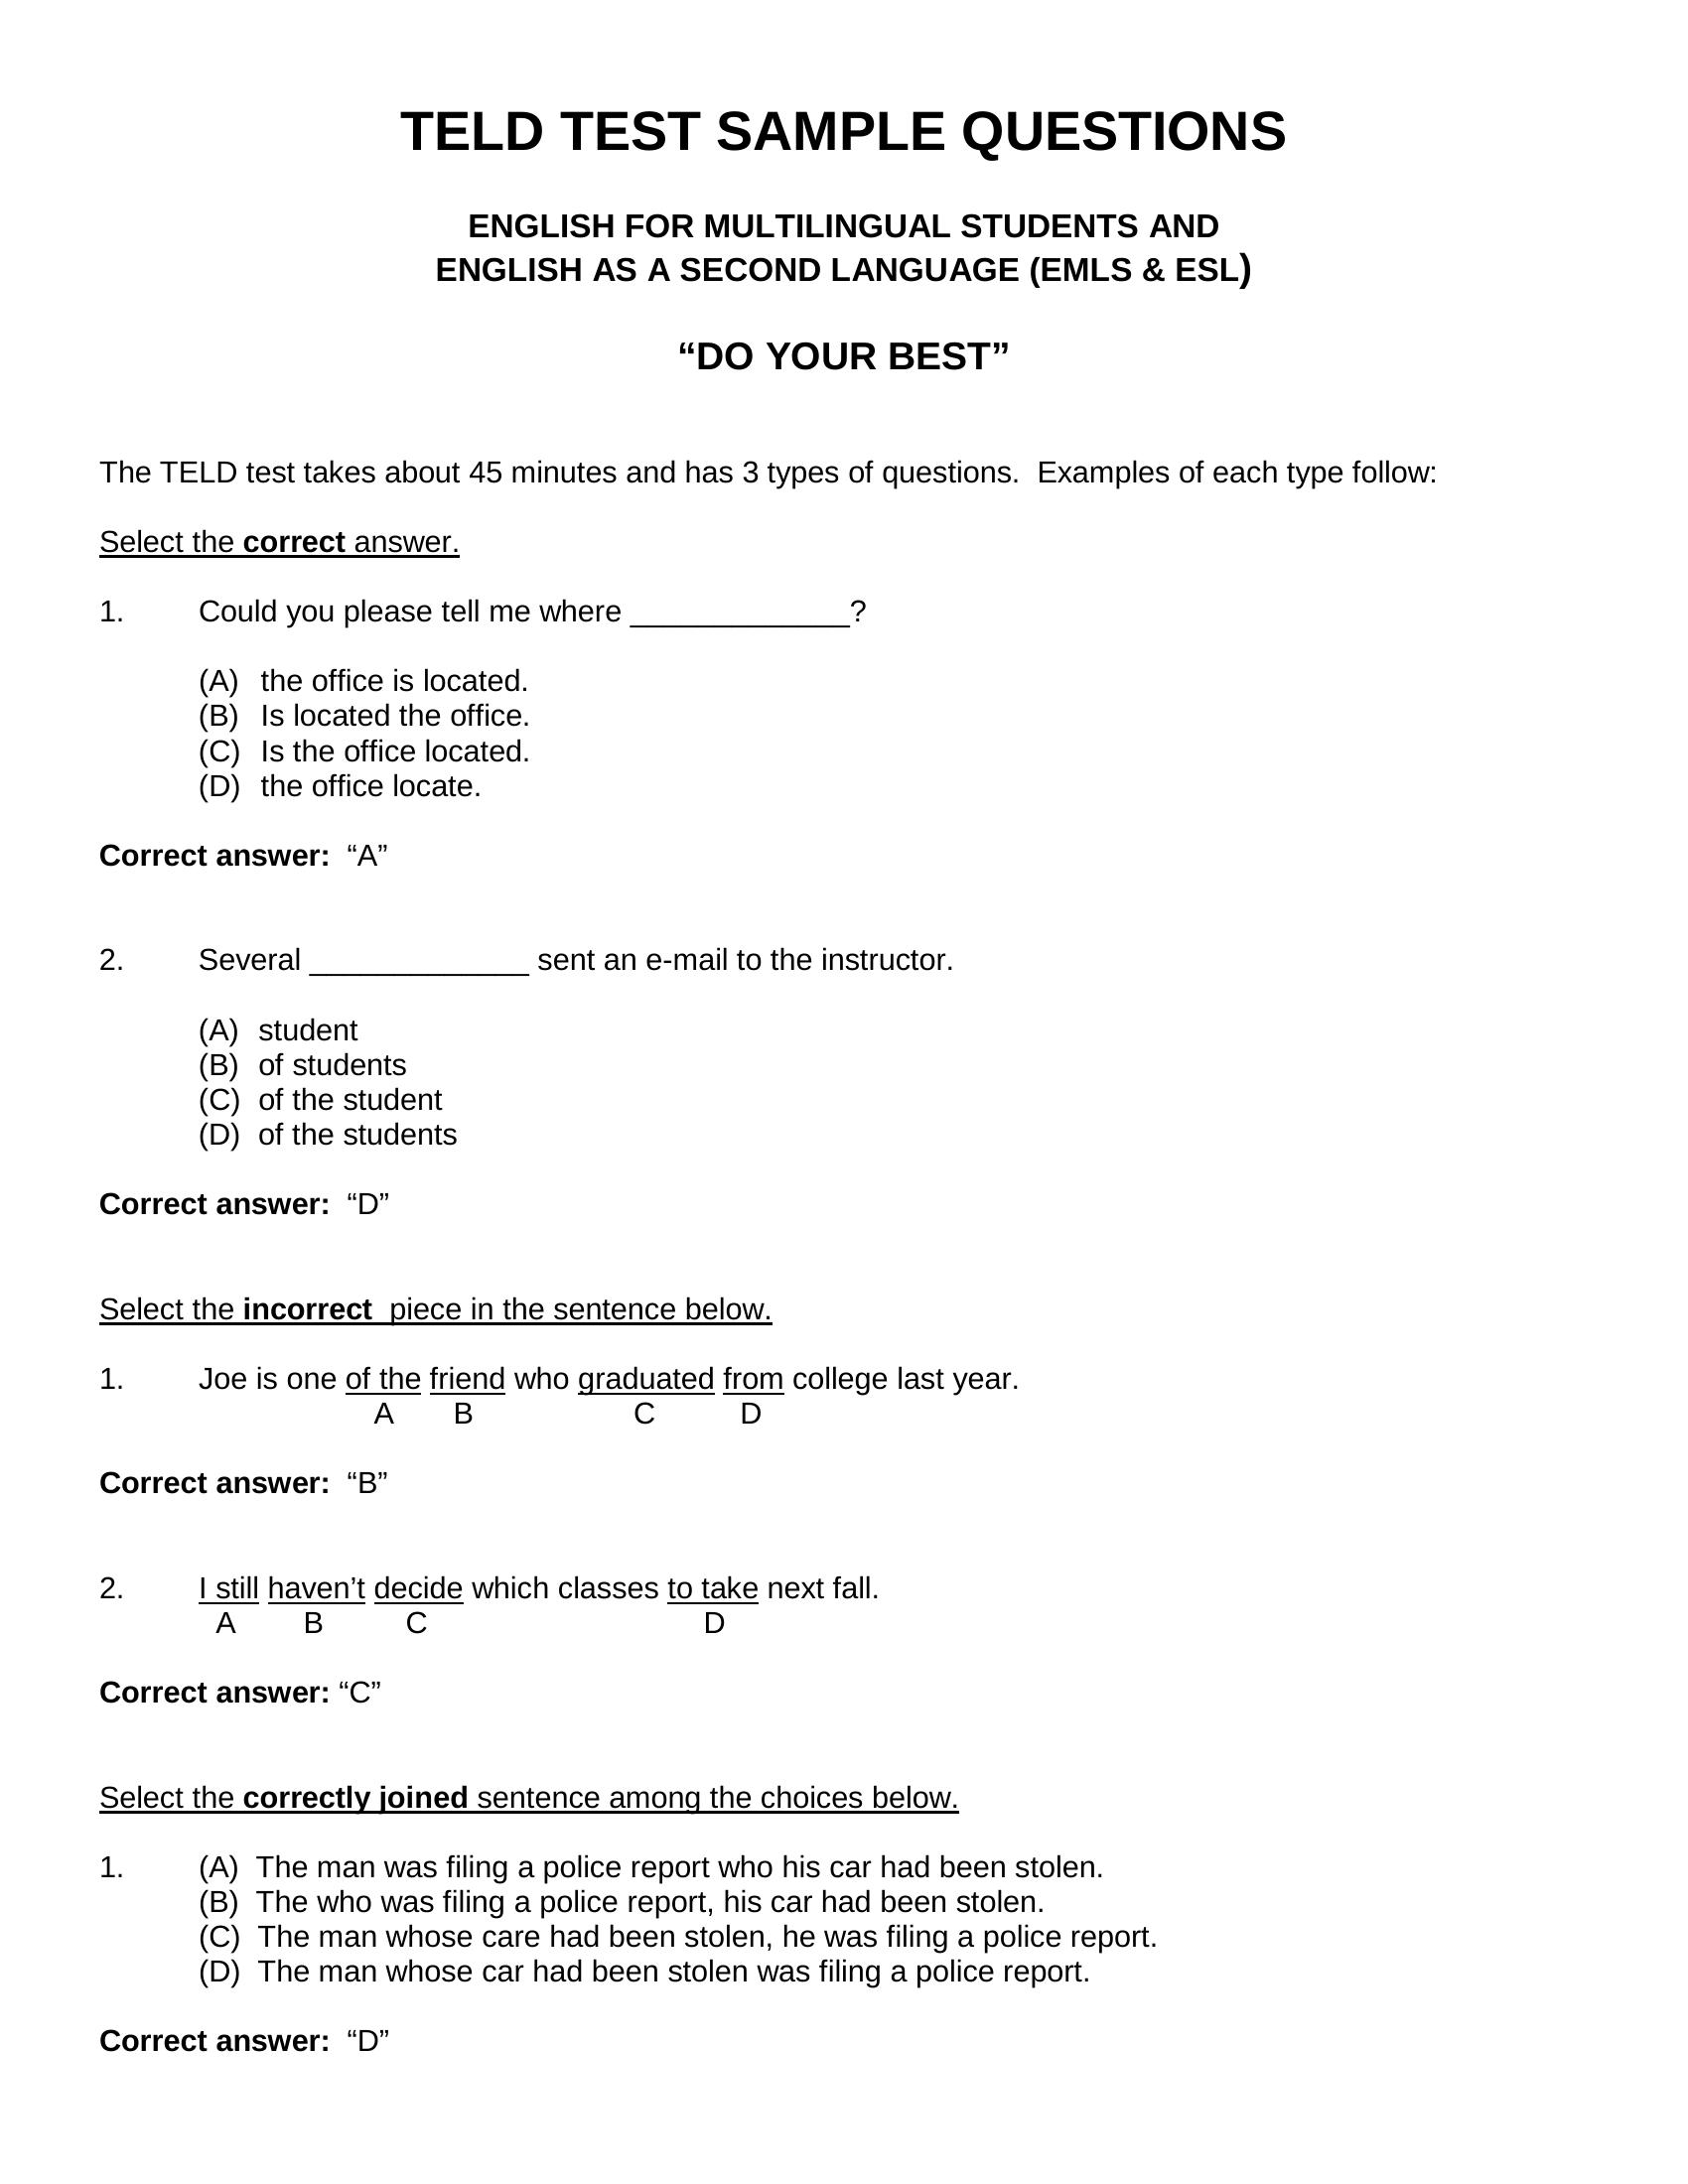 TELD TEST SAMPLE QUESTIONS
ENGLISH FOR MULTILINGUAL STUDENTS AND
ENGLISH AS A SECOND LANGUAGE (EMLS & ESL)
“DO YOUR BEST”
The TELD test takes about 45 minutes and has 3 types of questions.  Examples of each type follow:
Select the correct answer.
1. Could you please tell me where _____________?
(A) the office is located.
(B) Is located the office.
(C) Is the office located.
(D) the office locate.
Correct answer:  “A”
2. Several _____________ sent an e-mail to the instructor.
(A) student
(B) of students
(C) of the student
(D) of the students
Correct answer:  “D”
Select the incorrect  piece in the sentence below.
1. Joe is one of the friend who graduated from college last year.
A B C D
Correct answer:  “B”
2. I still haven’t decide which classes to take next fall.
A B C D
Correct answer: “C”
Select the correctly joined sentence among the choices below.
1. (A) The man was filing a police report who his car had been stolen.
(B) The who was filing a police report, his car had been stolen.
(C) The man whose care had been stolen, he was filing a police report.
(D) The man whose car had been stolen was filing a police report.
Correct answer:  “D”